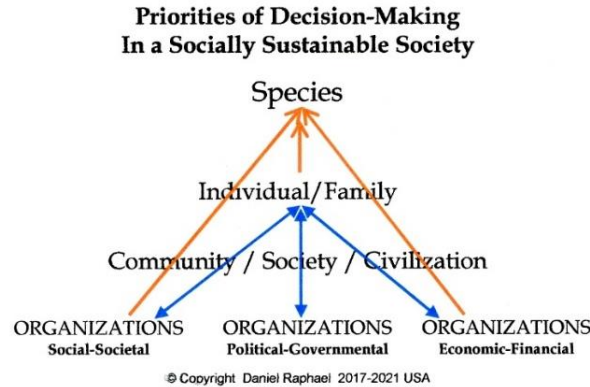 Priorities of Decision-Making
In a Socially Sustainable Society
Species
Individual/Family
Community / Society / Civilization
ORGANIZATIONS ORGANIZATIONS ORGANIZATIONS
Social-Societal Political-Governmental Economic-Financial
© Copyright Daniel Raphael 2017-2021 USA